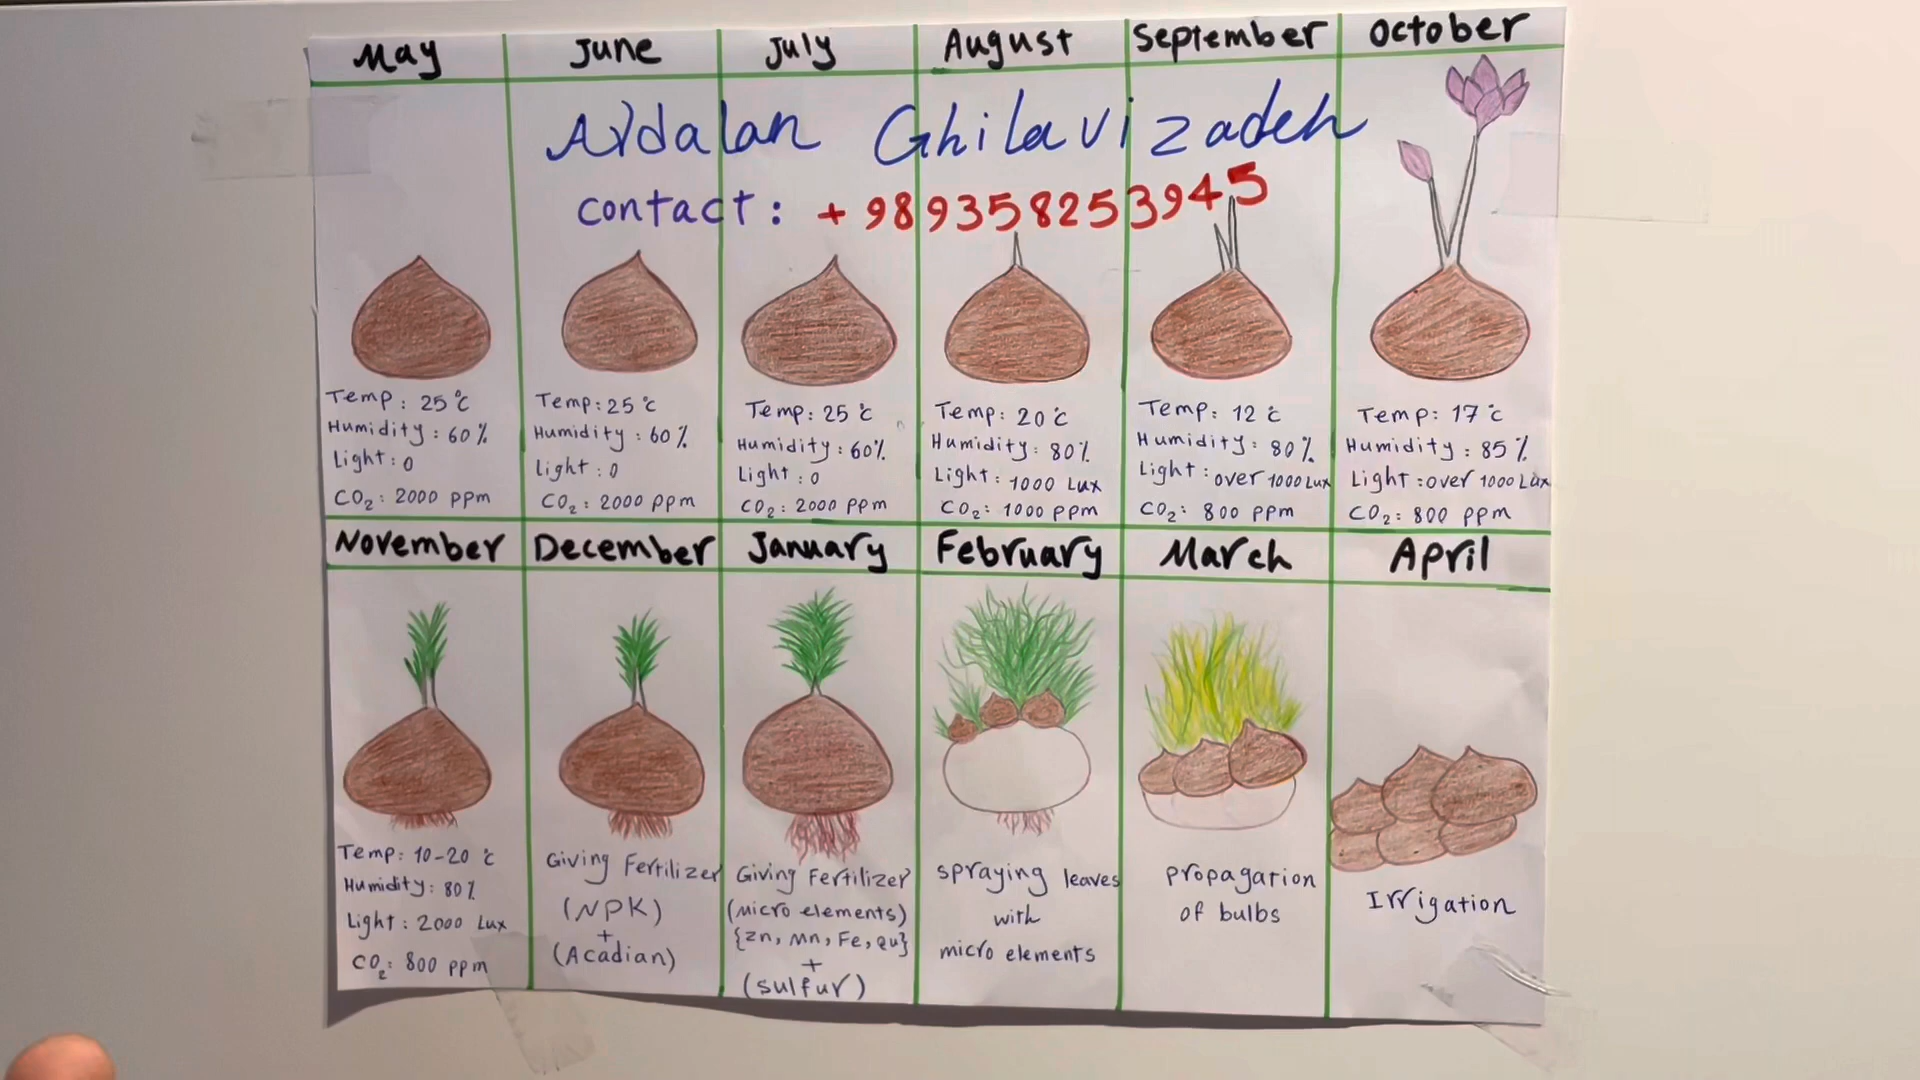 May June July August September October
Ardalan Ghilavizadeh
contact: +989358253945
Temp: 25°c
Humidity: 60%
Light: 0
CO2: 2000 ppm
Temp: 25°c
Humidity: 60%
Light: 0
CO2: 2000 ppm
Temp: 25°c
Humidity: 60%
Light: 0
CO2: 2000 ppm
Temp: 20°c
Humidity: 80%
Light: 1000 Lux
CO2: 1000 ppm
Temp: 12°c
Humidity: 80%
Light: over 1000 Lux
CO2: 800 ppm
Temp: 17°c
Humidity: 85%
Light: over 1000 Lux
CO2: 800 ppm
November December January February March April
Temp: 10-20°c
Humidity: 80%
Light: 2000 Lux
CO2: 800 ppm
Giving Fertilizer
(NPK)
+
(Acadian)
Giving Fertilizer
(micro elements)
{Zn, Mn, Fe, Qu}
+
(sulfur)
spraying leaves
with
micro elements
propagation
of bulbs
Irrigation